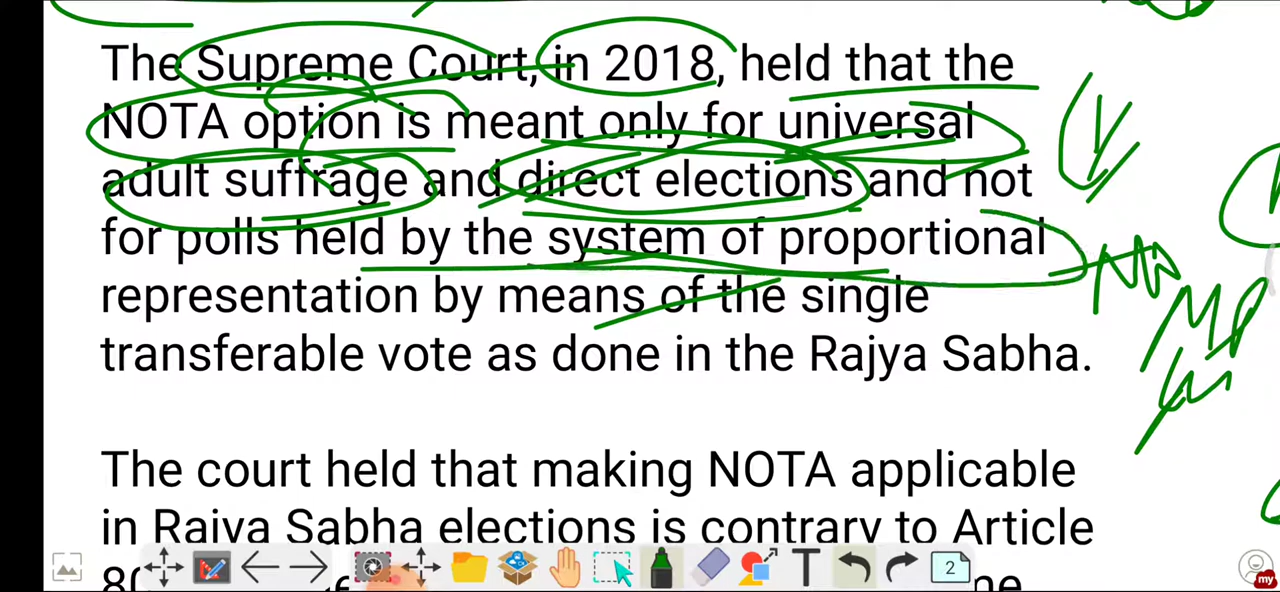 The Supreme Court, in 2018, held that the
NOTA option is meant only for universal
adult suffrage and direct elections and not
for polls held by the system of proportional
representation by means of the single
transferable vote as done in the Rajya Sabha.
The court held that making NOTA applicable
in Rajya Sabha elections is contrary to Article
T 2
my